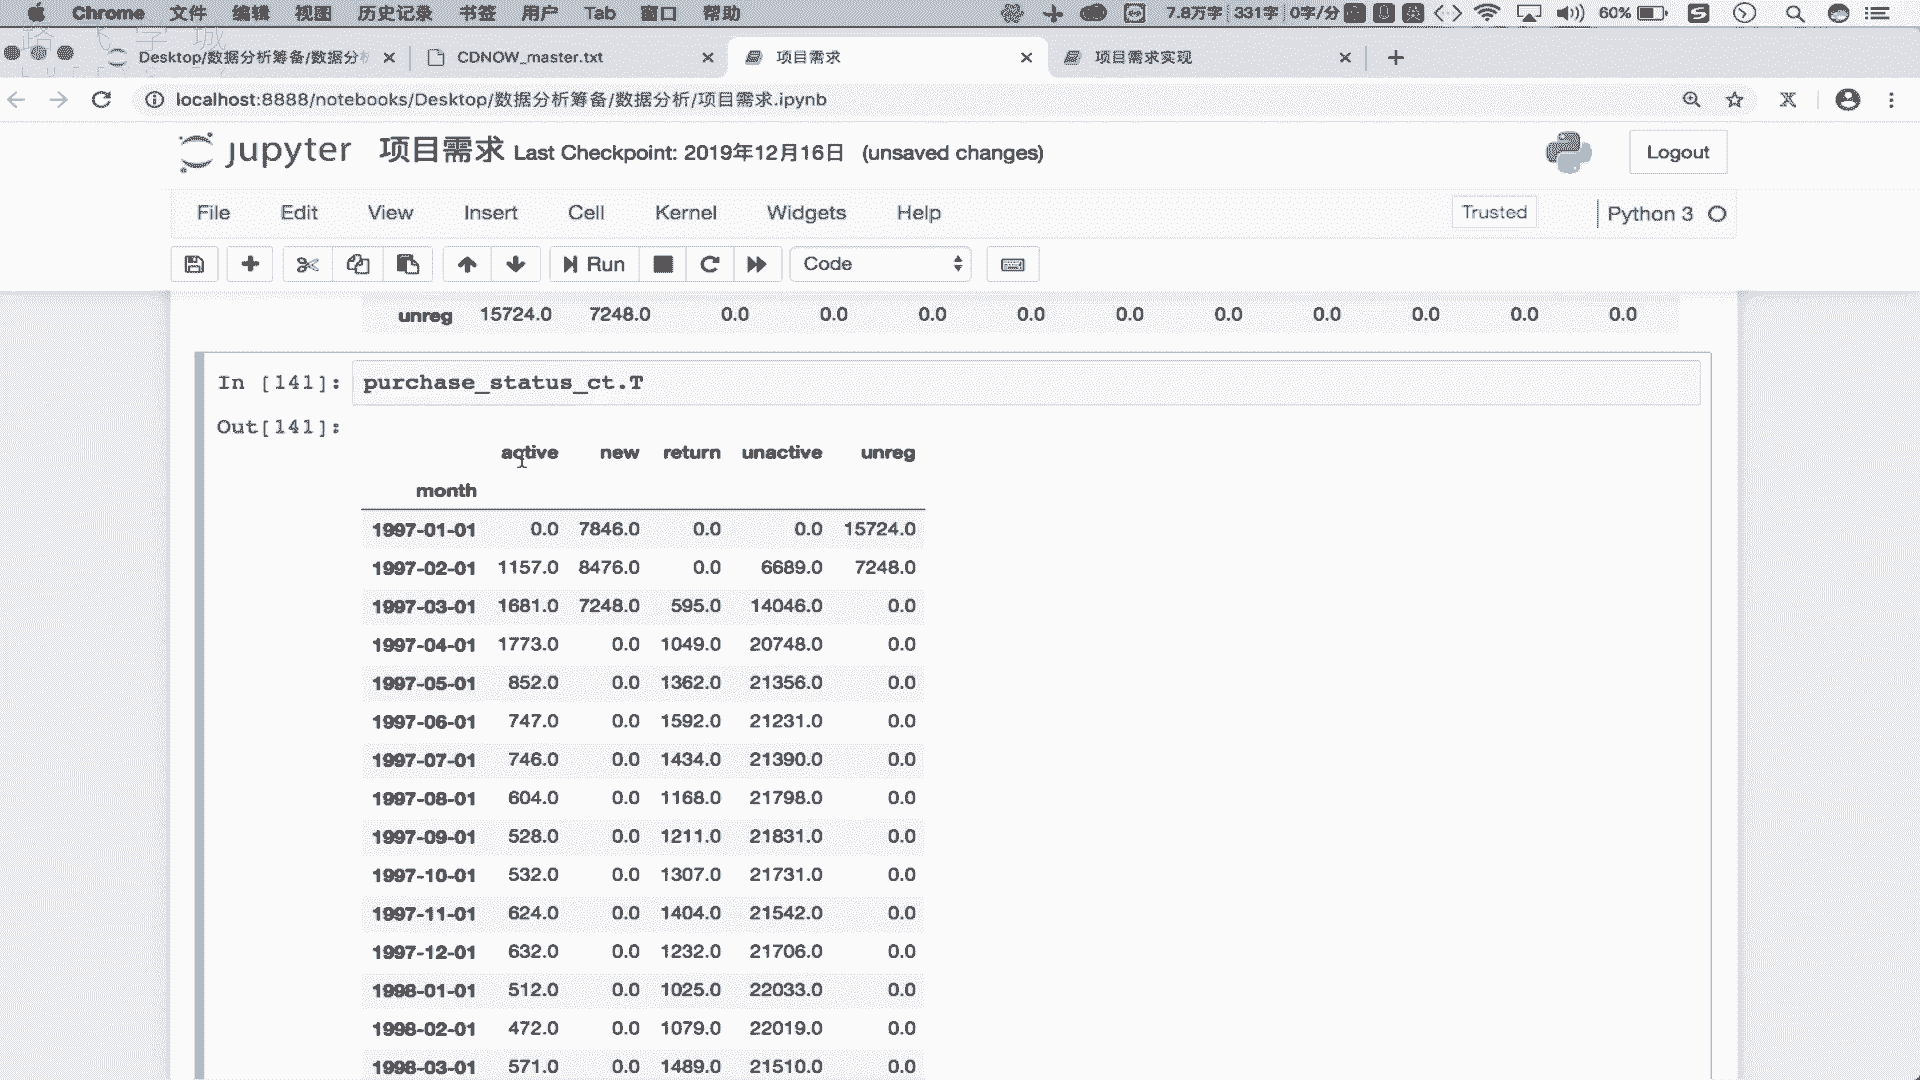 Chrome 文件 编辑 视图 历史记录 书签 用户 Tab 窗口 帮助 7.8万字 331字 0字/分 英 60%
Desktop/数据分析筹备/数据分 CDNOW_master.txt 项目需求 项目需求实现
localhost:8888/notebooks/Desktop/数据分析筹备/数据分析/项目需求.ipynb
jupyter 项目需求 Last Checkpoint: 2019年12月16日 (unsaved changes) Logout
File Edit View Insert Cell Kernel Widgets Help Trusted Python 3
Run Code
unreg 15724.0 7248.0 0.0 0.0 0.0 0.0 0.0 0.0 0.0 0.0 0.0 0.0
In [141]: purchase_status_ct.T
Out[141]:
active new return unactive unreg
month
1997-01-01 0.0 7846.0 0.0 0.0 15724.0
1997-02-01 1157.0 8476.0 0.0 6689.0 7248.0
1997-03-01 1681.0 7248.0 595.0 14046.0 0.0
1997-04-01 1773.0 0.0 1049.0 20748.0 0.0
1997-05-01 852.0 0.0 1362.0 21356.0 0.0
1997-06-01 747.0 0.0 1592.0 21231.0 0.0
1997-07-01 746.0 0.0 1434.0 21390.0 0.0
1997-08-01 604.0 0.0 1168.0 21798.0 0.0
1997-09-01 528.0 0.0 1211.0 21831.0 0.0
1997-10-01 532.0 0.0 1307.0 21731.0 0.0
1997-11-01 624.0 0.0 1404.0 21542.0 0.0
1997-12-01 632.0 0.0 1232.0 21706.0 0.0
1998-01-01 512.0 0.0 1025.0 22033.0 0.0
1998-02-01 472.0 0.0 1079.0 22019.0 0.0
1998-03-01 571.0 0.0 1489.0 21510.0 0.0